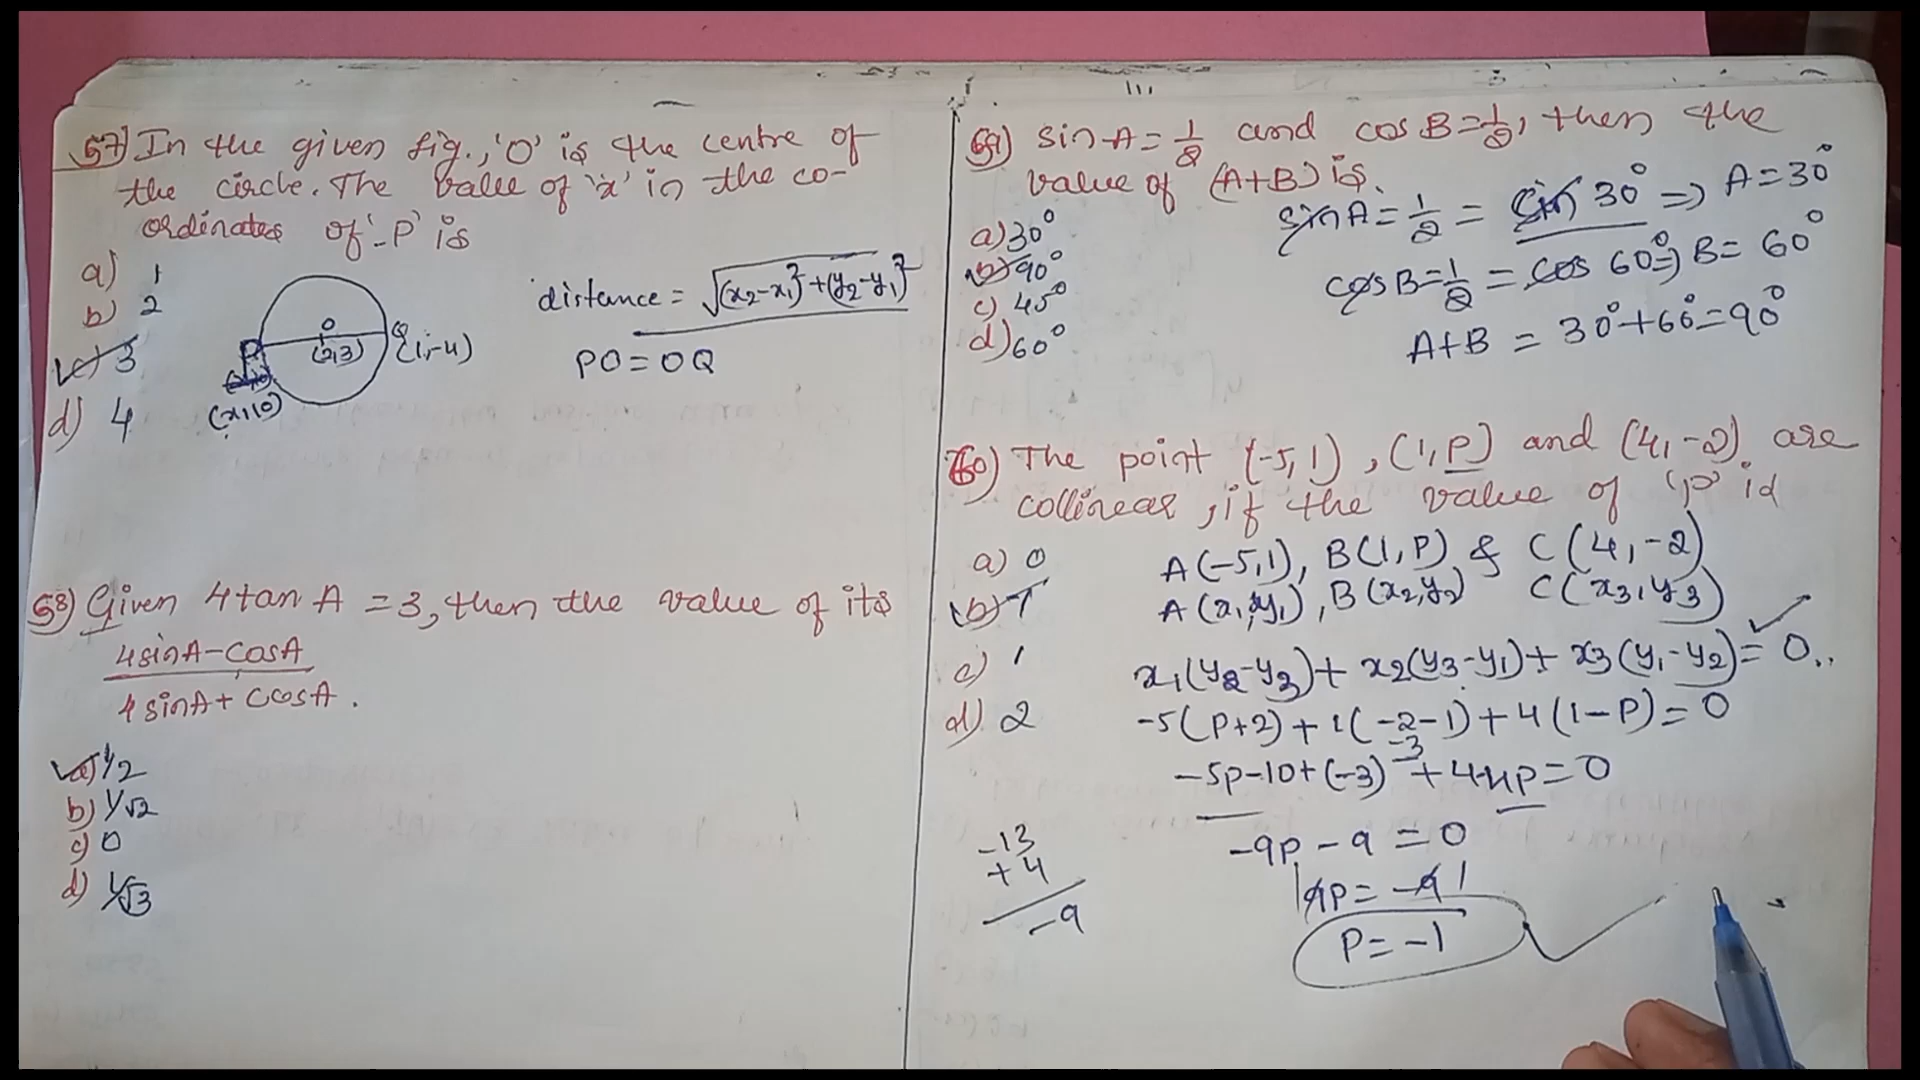 57) In the given fig., 'O' is the centre of
the circle. The value of 'x' in the co-
ordinates of 'P' is
a) 1
b) 2
c) 3
d) 4
O
(2,3)
Q
(1,-4)
P
(x,10)
distance = √(x₂-x₁)²+(y₂-y₁)²
PO = OQ
58) Given 4tan A = 3, then the value of its
4sinA-cosA
4sinA+ccosA.
a) 1/2
b) 1/√2
c) 0
d) 1/√3
59) sin A = 1/2 and cos B = 1/2, then the
value of (A+B) is.
a) 30°
b) 90°
c) 45°
d) 60°
sinA = 1/2 = sin 30° => A = 30°
cosB = 1/2 = cos 60° => B = 60°
A+B = 30°+60° = 90°
60) The point (-5,1), (1,P) and (4,-2) are
collinear, if the value of 'p' id
a) 0
c) 1
d) 2
A(-5,1), B(1,P) & C(4,-2)
A(x₁,y₁), B(x₂,y₂) C(x₃,y₃)
x₁(y₂-y₃)+x₂(y₃-y₁)+x₃(y₁-y₂)=0..
-5(P+2)+1(-2-1)+4(1-P)=0
-3
-5p-10+(-3)+4-4p=0
-13
+4
-9
-9p-9=0
9p=-9 1
P=-1